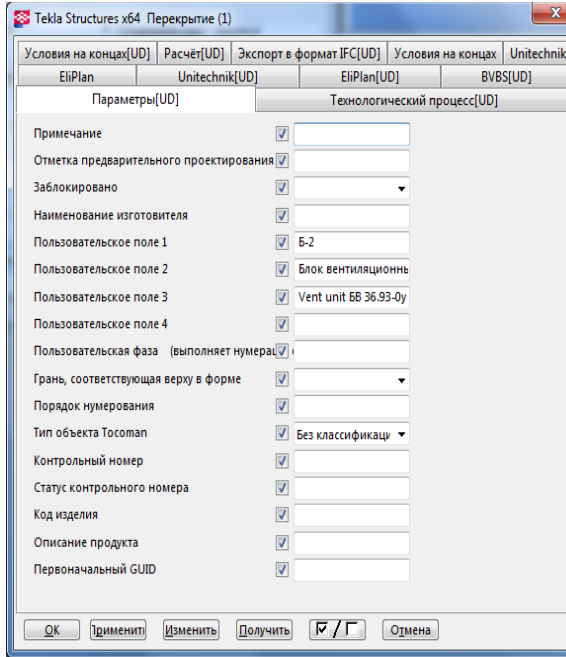 Tekla Structures x64 Перекрытие (1)
Условия на концах[UD] Расчёт[UD] Экспорт в формат IFC[UD] Условия на концах Unitechnik
EliPlan Unitechnik[UD] EliPlan[UD] BVBS[UD]
Параметры[UD] Технологический процесс[UD]
Примечание
Отметка предварительного проектирования
Заблокировано
Наименование изготовителя
Пользовательское поле 1 Б-2
Пользовательское поле 2 Блок вентиляционнь
Пользовательское поле 3 Vent unit БВ 36.93-0у
Пользовательское поле 4
Пользовательская фаза (выполняет нумерац
Грань, соответствующая верху в форме
Порядок нумерования
Тип объекта Tocoman Без классификаци
Контрольный номер
Статус контрольного номера
Код изделия
Описание продукта
Первоначальный GUID
OK Применить Изменить Получить / Отмена